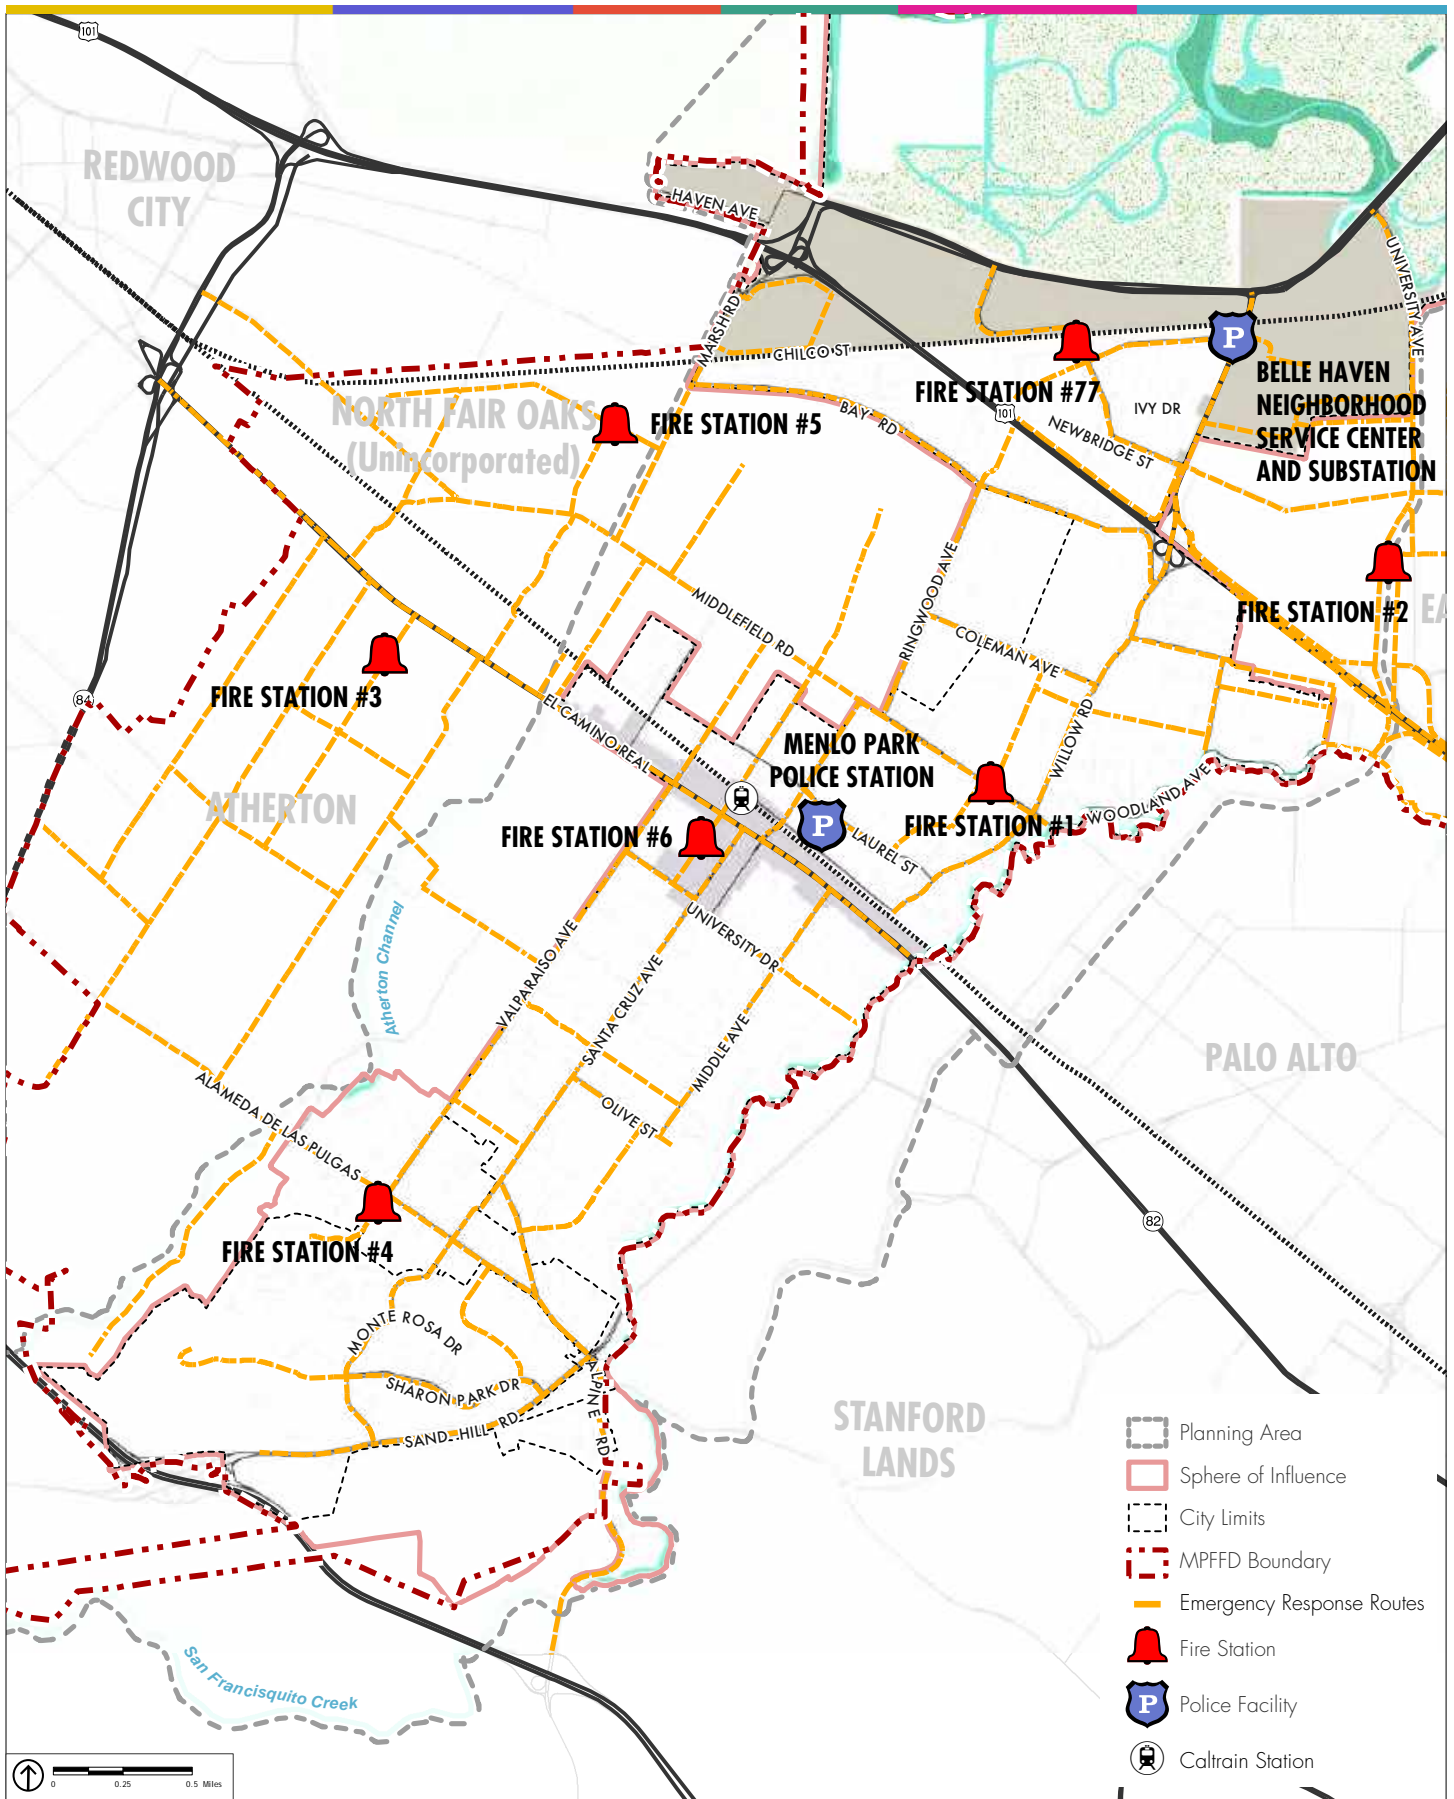 101
REDWOOD
CITY
HAVEN AVE
UNIVERSITY AVE
MARSH RD
CHILCO ST
P
FIRE STATION #77
BELLE HAVEN
NEIGHBORHOOD
SERVICE CENTER
AND SUBSTATION
NORTH FAIR OAKS
(Unincorporated)
FIRE STATION #5
BAY RD
101
IVY DR
NEWBRIDGE ST
RINGWOOD AVE
MIDDLEFIELD RD
COLEMAN AVE
FIRE STATION #2
EA
FIRE STATION #3
84
EL CAMINO REAL
WILLOW RD
MENLO PARK
POLICE STATION
P
ATHERTON
FIRE STATION #6
LAUREL ST
FIRE STATION #1
WOODLAND AVE
Atherton Channel
UNIVERSITY DR
VALPARAISO AVE
SANTA CRUZ AVE
MIDDLE AVE
PALO ALTO
ALAMEDA DE LAS PULGAS
OLIVE ST
82
FIRE STATION #4
MONTE ROSA DR
SHARON PARK DR
SAND HILL RD
ALPINE RD
STANFORD
LANDS
San Francisquito Creek
Planning Area
Sphere of Influence
City Limits
MPFFD Boundary
Emergency Response Routes
Fire Station
P
Police Facility
Caltrain Station
0
0.25
0.5 Miles